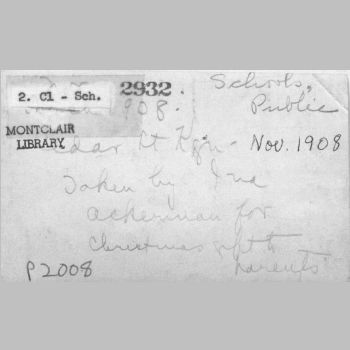 2. Cl - Sch.
2932.
Schools,
Public
1908.
MONTCLAIR
LIBRARY
Cedar St Kgn - Nov. 1908
Taken by Ina
Ackerman for
Christmas gift to
parents
P2008